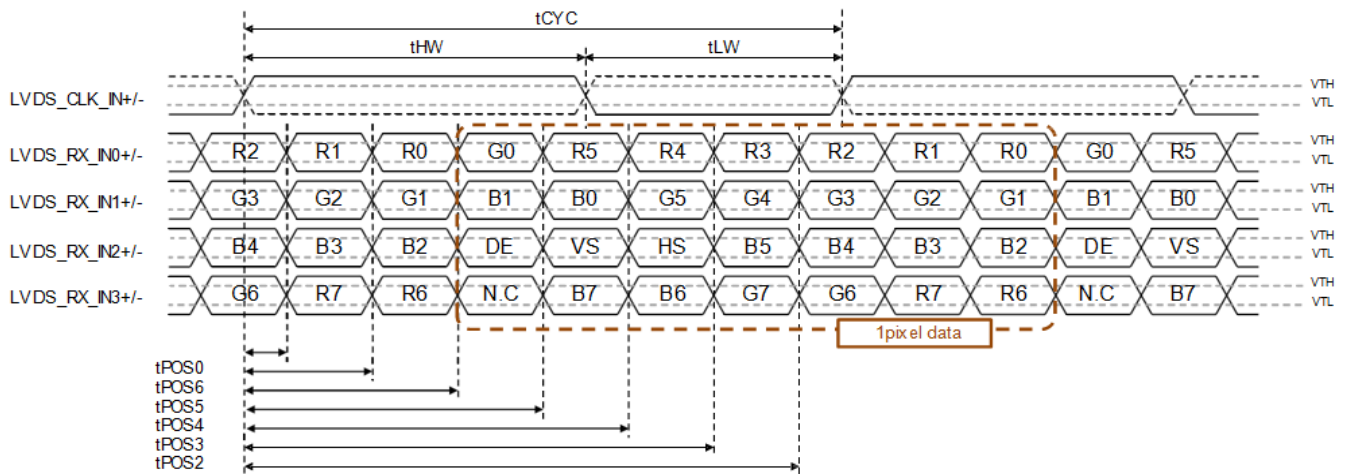 tCYC
tHW tLW
LVDS_CLK_IN+/- VTH
VTL
LVDS_RX_IN0+/- R2 R1 R0 G0 R5 R4 R3 R2 R1 R0 G0 R5 VTH
VTL
LVDS_RX_IN1+/- G3 G2 G1 B1 B0 G5 G4 G3 G2 G1 B1 B0 VTH
VTL
LVDS_RX_IN2+/- B4 B3 B2 DE VS HS B5 B4 B3 B2 DE VS VTH
VTL
LVDS_RX_IN3+/- G6 R7 R6 N.C B7 B6 G7 G6 R7 R6 N.C B7 VTH
VTL
1pixel data
tPOS0
tPOS6
tPOS5
tPOS4
tPOS3
tPOS2